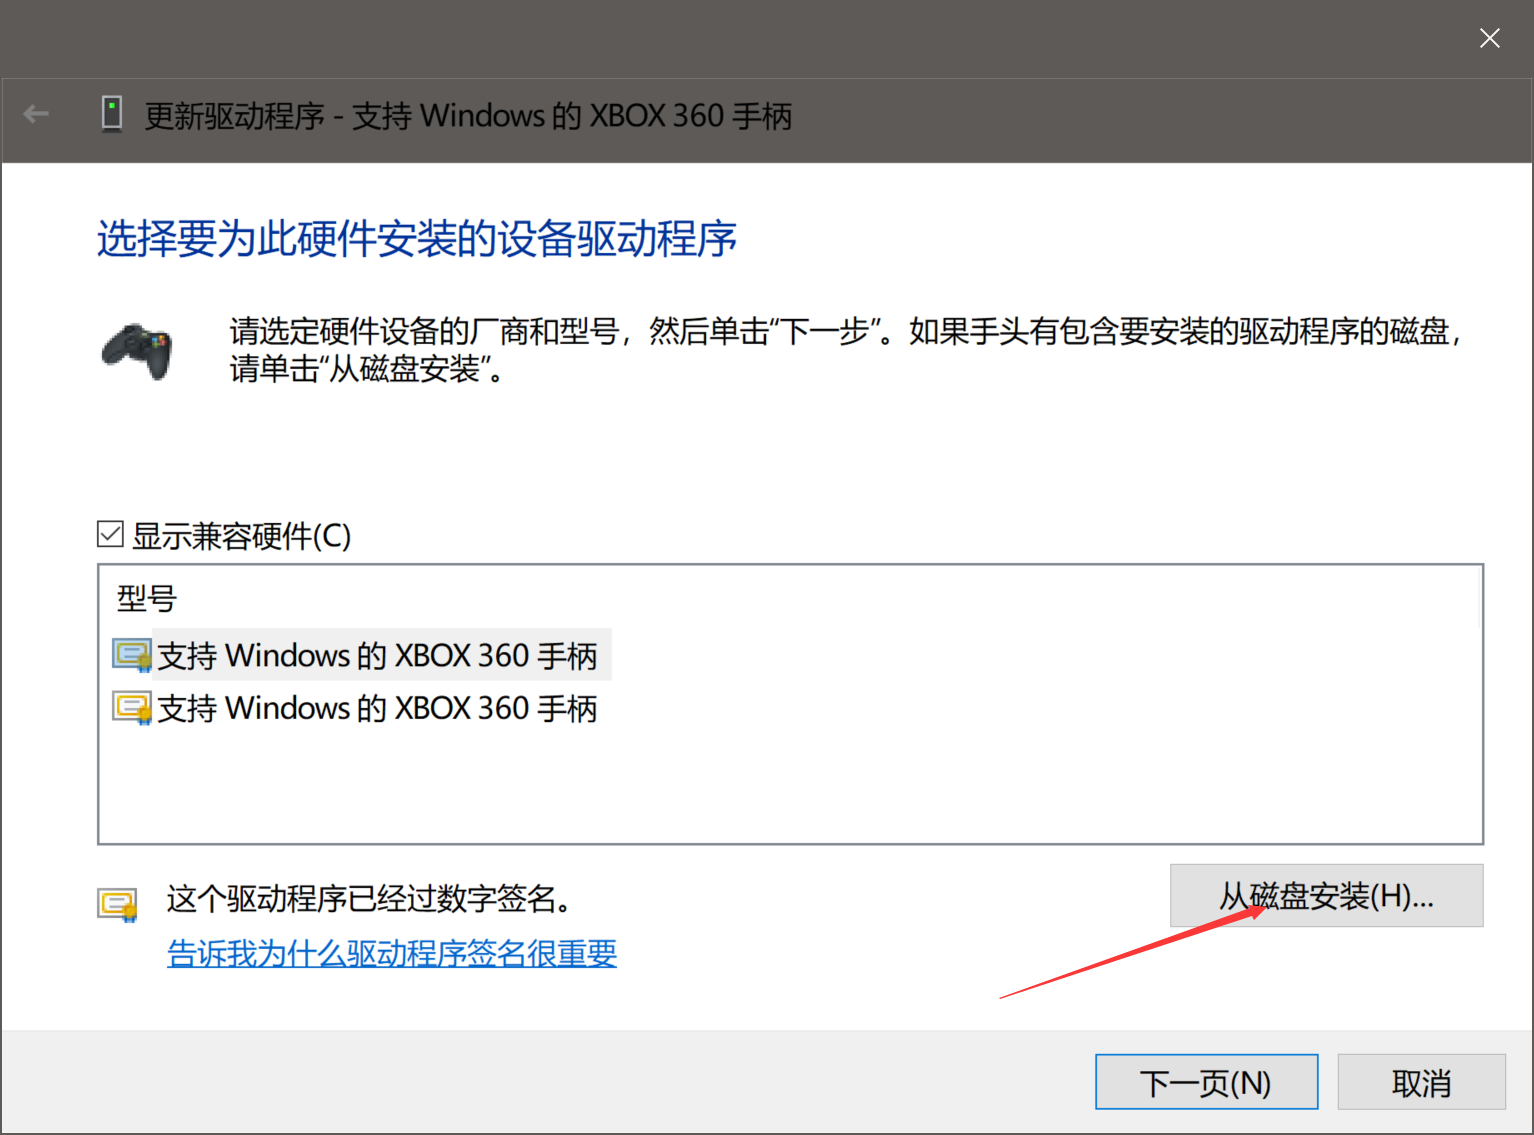 更新驱动程序 - 支持 Windows 的 XBOX 360 手柄
选择要为此硬件安装的设备驱动程序
请选定硬件设备的厂商和型号，然后单击“下一步”。如果手头有包含要安装的驱动程序的磁盘，
请单击“从磁盘安装”。
显示兼容硬件(C)
型号
支持 Windows 的 XBOX 360 手柄
支持 Windows 的 XBOX 360 手柄
这个驱动程序已经过数字签名。
从磁盘安装(H)...
告诉我为什么驱动程序签名很重要
下一页(N)
取消